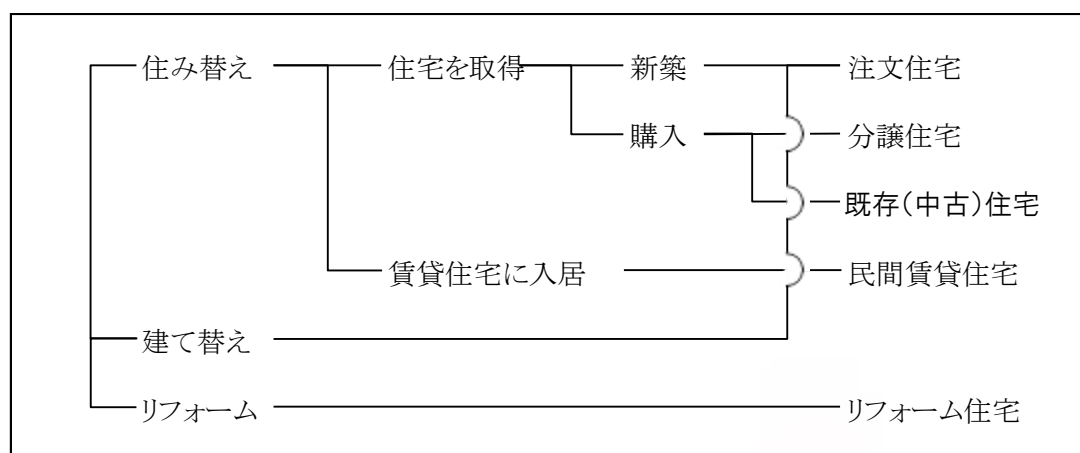 住み替え 住宅を取得 新築 注文住宅
購入 分譲住宅
既存(中古)住宅
賃貸住宅に入居 民間賃貸住宅
建て替え
リフォーム リフォーム住宅